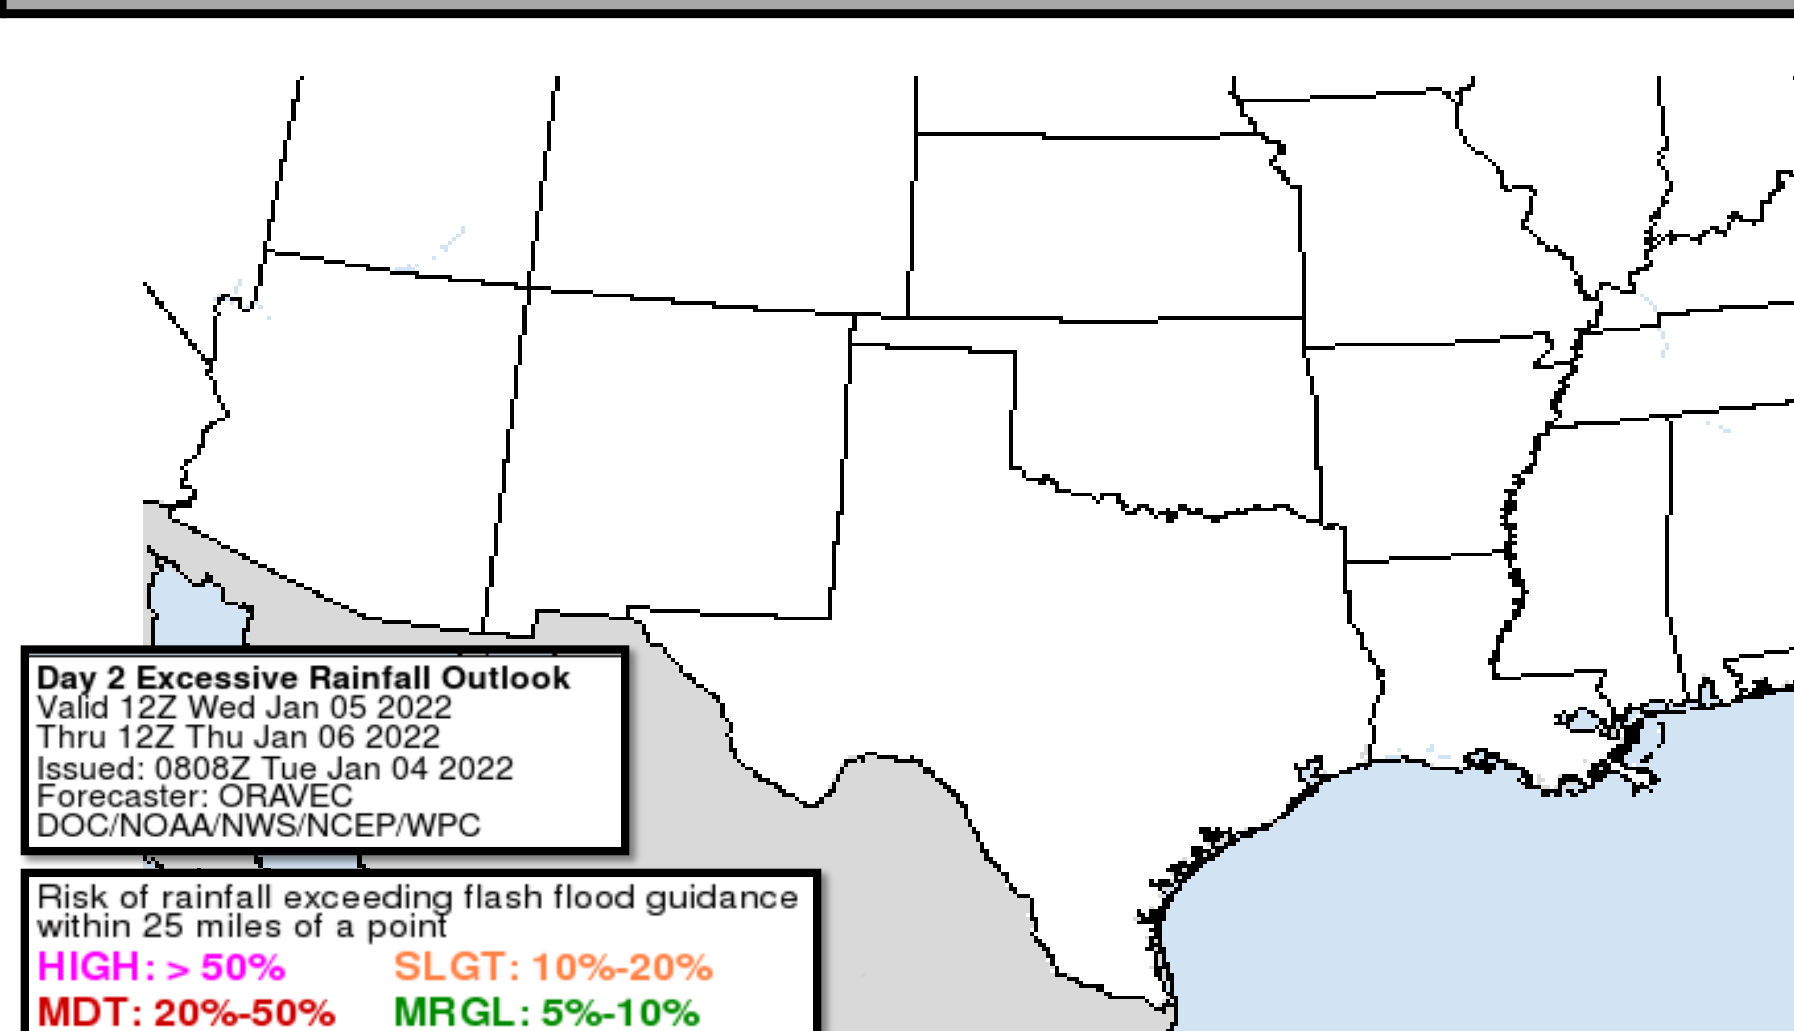 Day 2 Excessive Rainfall Outlook
Valid 12Z Wed Jan 05 2022
Thru 12Z Thu Jan 06 2022
Issued: 0808Z Tue Jan 04 2022
Forecaster: ORAVEC
DOC/NOAA/NWS/NCEP/WPC
Risk of rainfall exceeding flash flood guidance
within 25 miles of a point
HIGH: > 50% SLGT: 10%-20%
MDT: 20%-50% MRGL: 5%-10%